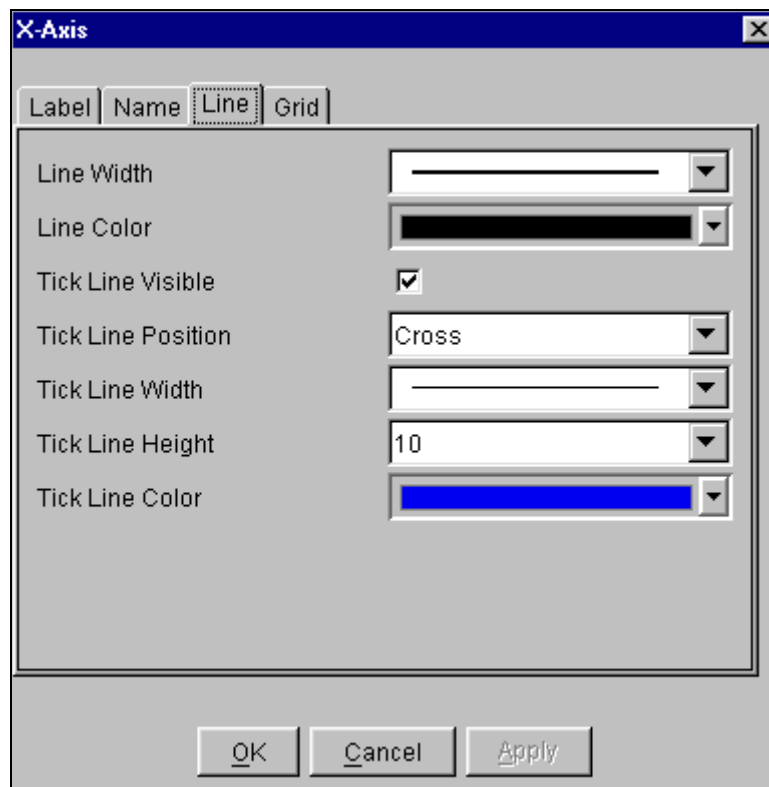 X-Axis
Label Name Line Grid
Line Width
Line Color
Tick Line Visible
Tick Line Position Cross
Tick Line Width
Tick Line Height 10
Tick Line Color
OK Cancel Apply